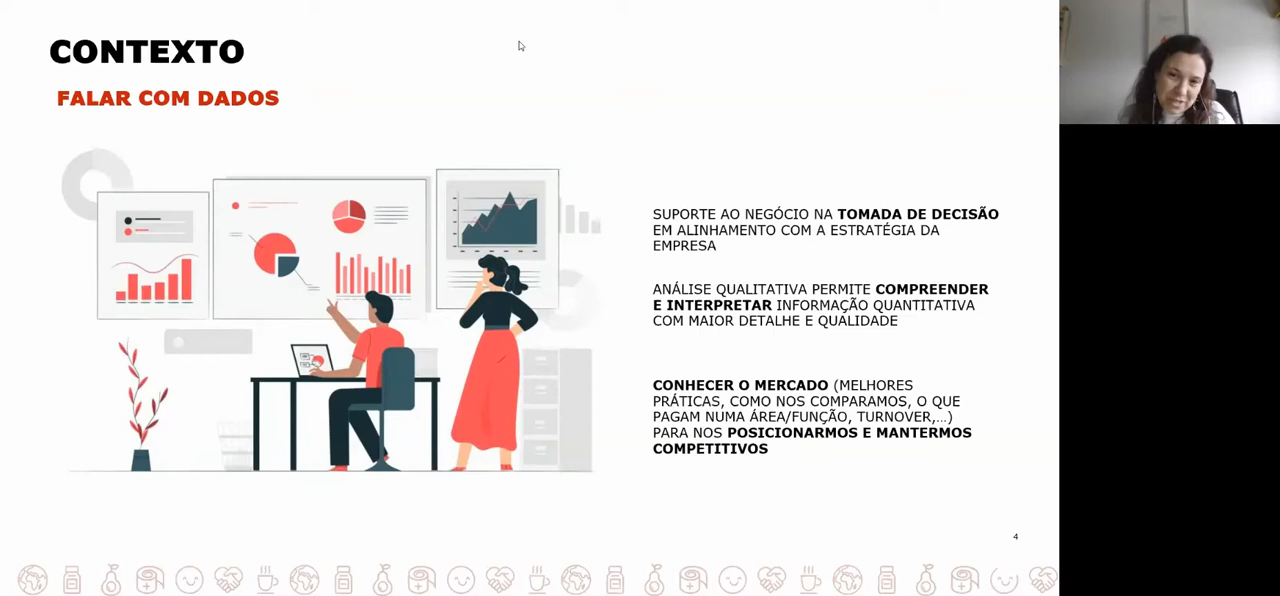 CONTEXTO
FALAR COM DADOS
SUPORTE AO NEGÓCIO NA TOMADA DE DECISÃO
EM ALINHAMENTO COM A ESTRATÉGIA DA
EMPRESA
ANÁLISE QUALITATIVA PERMITE COMPREENDER
E INTERPRETAR INFORMAÇÃO QUANTITATIVA
COM MAIOR DETALHE E QUALIDADE
CONHECER O MERCADO (MELHORES
PRÁTICAS, COMO NOS COMPARAMOS, O QUE
PAGAM NUMA ÁREA/FUNÇÃO, TURNOVER,...)
PARA NOS POSICIONARMOS E MANTERMOS
COMPETITIVOS
4